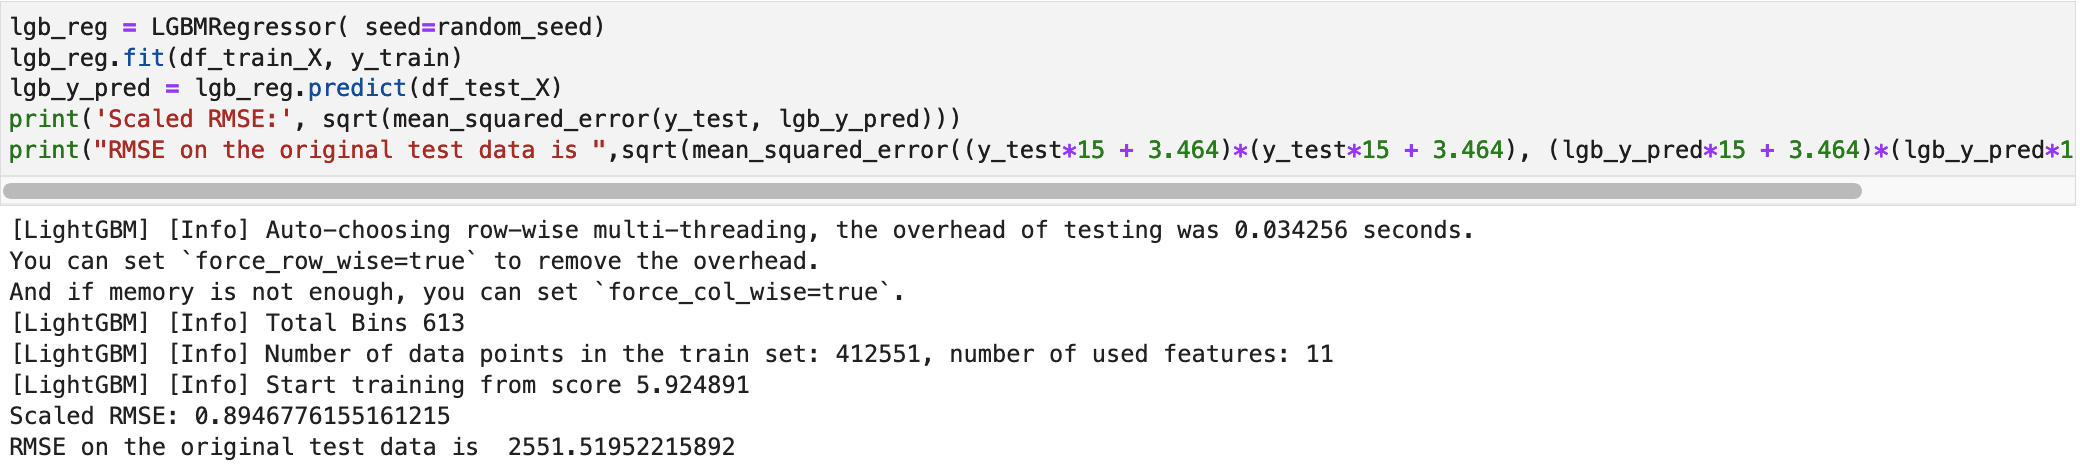 lgb_reg = LGBMRegressor( seed=random_seed)
lgb_reg.fit(df_train_X, y_train)
lgb_y_pred = lgb_reg.predict(df_test_X)
print('Scaled RMSE:', sqrt(mean_squared_error(y_test, lgb_y_pred)))
print("RMSE on the original test data is ",sqrt(mean_squared_error((y_test*15 + 3.464)*(y_test*15 + 3.464), (lgb_y_pred*15 + 3.464)*(lgb_y_pred*1
[LightGBM] [Info] Auto-choosing row-wise multi-threading, the overhead of testing was 0.034256 seconds.
You can set `force_row_wise=true` to remove the overhead.
And if memory is not enough, you can set `force_col_wise=true`.
[LightGBM] [Info] Total Bins 613
[LightGBM] [Info] Number of data points in the train set: 412551, number of used features: 11
[LightGBM] [Info] Start training from score 5.924891
Scaled RMSE: 0.8946776155161215
RMSE on the original test data is  2551.51952215892